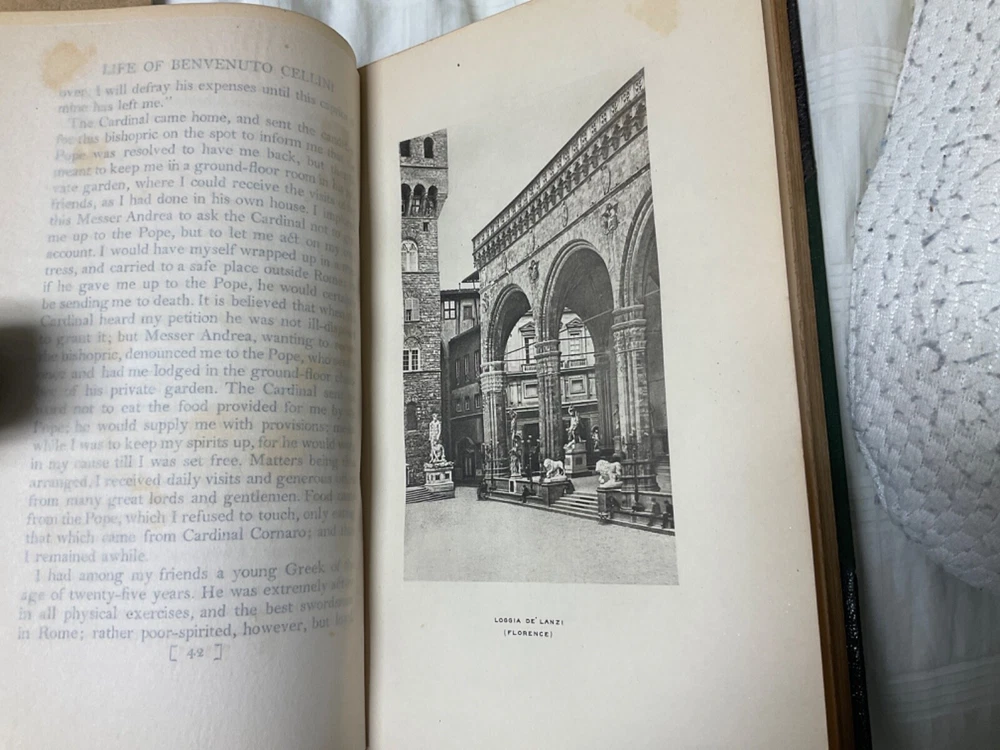 LIFE OF BENVENUTO CELLINI
over, I will defray his expenses until this
mine has left me."
The Cardinal came home, and sent the
for this bishopric on the spot to inform me
Pope was resolved to have me back, but
meant to keep me in a ground-floor room in
vate garden, where I could receive the visits
friends, as I had done in his own house. I
this Messer Andrea to ask the Cardinal not
me up to the Pope, but to let me act on my
account. I would have myself wrapped up in a
tress, and carried to a safe place outside Rome
if he gave me up to the Pope, he would
be sending me to death. It is believed that when
Cardinal heard my petition he was not
to grant it; but Messer Andrea, wanting to
the bishopric, denounced me to the Pope, who
and had me lodged in the ground-floor
of his private garden. The Cardinal
not to eat the food provided for me by
Pope; he would supply me with provisions;
while I was to keep my spirits up, for he would
in my cause till I was set free. Matters being
arranged, I received daily visits and generous
from many great lords and gentlemen. Food
from the Pope, which I refused to touch, only
that which came from Cardinal Cornaro; and
I remained awhile.
I had among my friends a young Greek
age of twenty-five years. He was extremely
in all physical exercises, and the best
in Rome; rather poor-spirited, however, but
[ 42 ]
LOGGIA DE' LANZI
(FLORENCE)